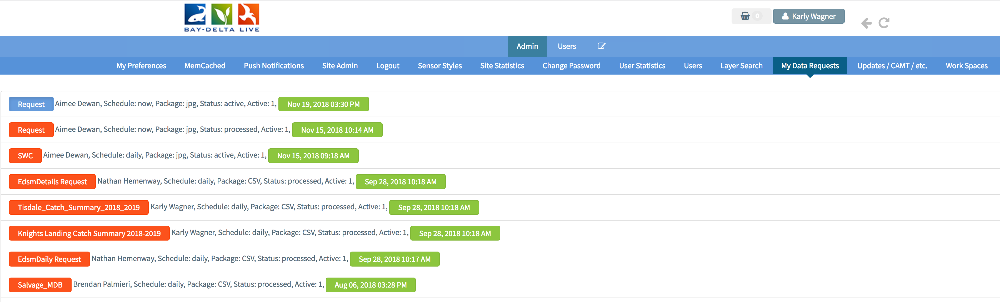 BAY-DELTA LIVE
0 Karly Wagner
Admin Users
My Preferences MemCached Push Notifications Site Admin Logout Sensor Styles Site Statistics Change Password User Statistics Users Layer Search My Data Requests Updates / CAMT / etc. Work Spaces
Request Aimee Dewan, Schedule: now, Package: jpg, Status: active, Active: 1, Nov 19, 2018 03:30 PM
Request Aimee Dewan, Schedule: now, Package: jpg, Status: processed, Active: 1, Nov 15, 2018 10:14 AM
SWC Aimee Dewan, Schedule: daily, Package: jpg, Status: active, Active: 1, Nov 15, 2018 09:18 AM
EdsmDetails Request Nathan Hemenway, Schedule: daily, Package: CSV, Status: processed, Active: 1, Sep 28, 2018 10:18 AM
Tisdale_Catch_Summary_2018_2019 Karly Wagner, Schedule: daily, Package: CSV, Status: processed, Active: 1, Sep 28, 2018 10:18 AM
Knights Landing Catch Summary 2018-2019 Karly Wagner, Schedule: daily, Package: CSV, Status: processed, Active: 1, Sep 28, 2018 10:18 AM
EdsmDaily Request Nathan Hemenway, Schedule: daily, Package: CSV, Status: processed, Active: 1, Sep 28, 2018 10:17 AM
Salvage_MDB Brendan Palmieri, Schedule: daily, Package: CSV, Status: processed, Active: 1, Aug 06, 2018 03:28 PM